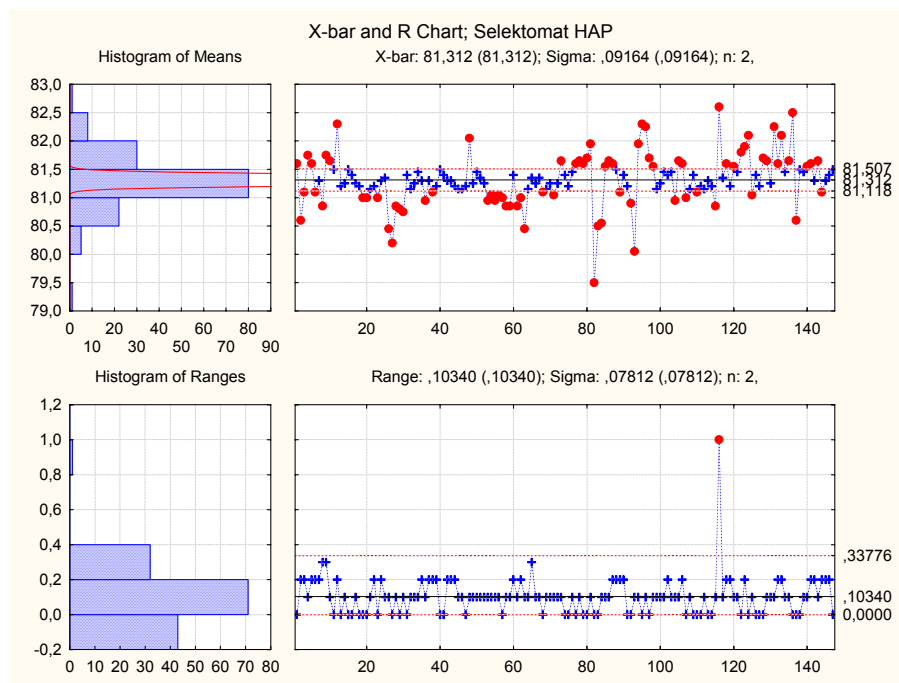 X-bar and R Chart; Selektomat HAP
Histogram of Means
X-bar: 81,312 (81,312); Sigma: ,09164 (,09164); n: 2,
83,0
82,5
82,0
81,5
81,0
80,5
80,0
79,5
79,0
0 20 40 60 80
10 30 50 70 90
81,507
81,312
81,118
20 40 60 80 100 120 140
Histogram of Ranges
Range: ,10340 (,10340); Sigma: ,07812 (,07812); n: 2,
1,2
1,0
0,8
0,6
0,4
0,2
0,0
-0,2
0 10 20 30 40 50 60 70 80
,33776
,10340
0,0000
20 40 60 80 100 120 140